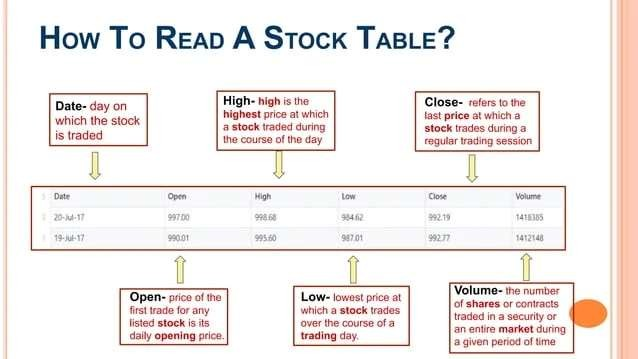 HOW TO READ A STOCK TABLE?
Date- day on
which the stock
is traded
High- high is the
highest price at which
a stock traded during
the course of the day
Close- refers to the
last price at which a
stock trades during a
regular trading session
Date Open High Low Close Volume
20-Jul-17 997.00 998.68 984.62 992.19 1418385
19-Jul-17 990.01 995.60 987.01 992.77 1412148
Open- price of the
first trade for any
listed stock is its
daily opening price.
Low- lowest price at
which a stock trades
over the course of a
trading day.
Volume- the number
of shares or contracts
traded in a security or
an entire market during
a given period of time